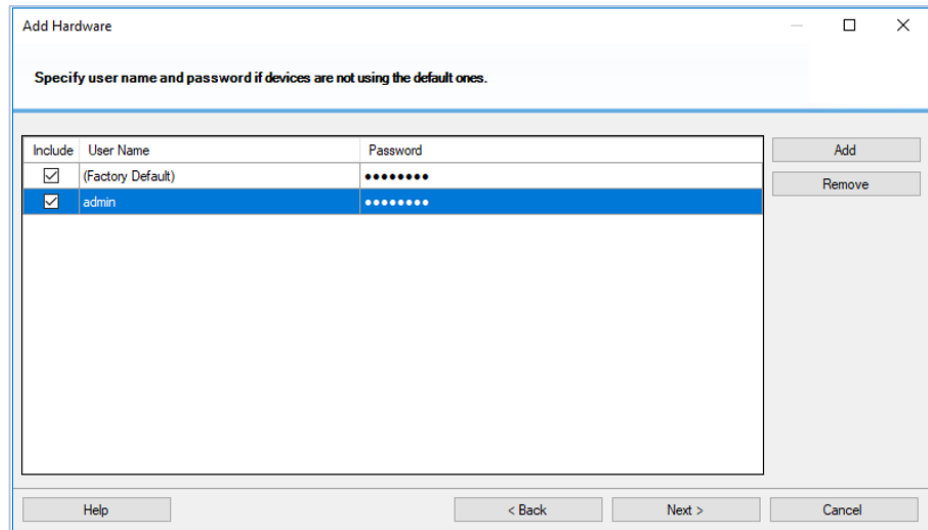 Add Hardware
Specify user name and password if devices are not using the default ones.
Include User Name Password
(Factory Default) ••••••••
admin ••••••••
Add
Remove
Help
< Back
Next >
Cancel